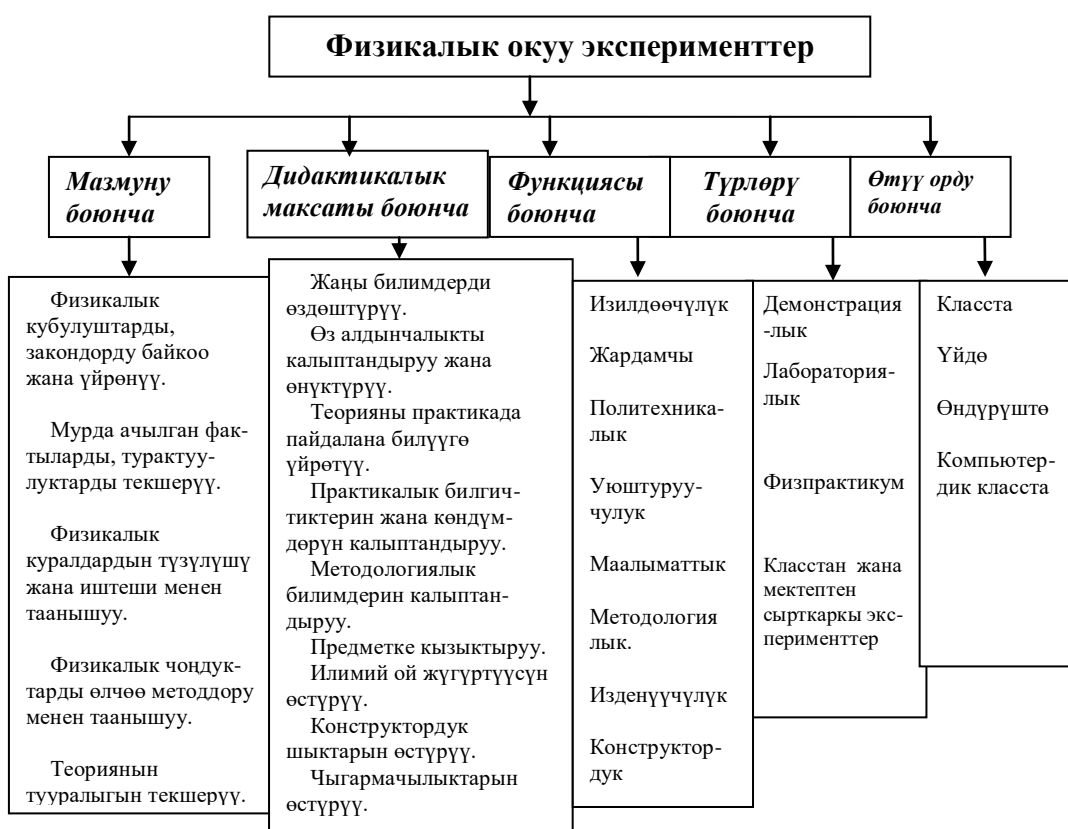 Физикалык окуу эксперименттер
Мазмуну
боюнча
Дидактикалык
максаты боюнча
Функциясы
боюнча
Түрлөрү
боюнча
Өтүү орду
боюнча
Физикалык
кубулуштарды,
закондорду байкоо
жана үйрөнүү.
Мурда ачылган фак-
тыларды, турактуу-
луктарды текшерүү.
Физикалык
куралдардын түзүлүшү
жана иштеши менен
таанышуу.
Физикалык чоңдук-
тарды өлчөө методдору
менен таанышуу.
Теориянын
тууралыгын текшерүү.
Жаңы билимдерди
өздөштүрүү.
Өз алдынчалыкты
калыптандыруу жана
өнүктүрүү.
Теорияны практикада
пайдалана билүүгө
үйрөтүү.
Практикалык билгич-
тиктерин жана көндүм-
дөрүн калыптандыруу.
Методологиялык
билимдерин калыптан-
дыруу.
Предметке кызыктыруу.
Илимий ой жүгүртүүсүн
өстүрүү.
Конструктордук
шыктарын өстүрүү.
Чыгармачылыктарын
өстүрүү.
Изилдөөчүлүк
Жардамчы
Политехника-
лык
Уюштуруу-
чулук
Маалыматтык
Методология
лык.
Изденүүчүлүк
Конструктор-
дук
Демонстрация
-лык
Лаборатория-
лык
Физпрактикум
Класстан жана
мектептен
сырткаркы экс-
перименттер
Класста
Үйдө
Өндүрүштө
Компьютер-
дик класста